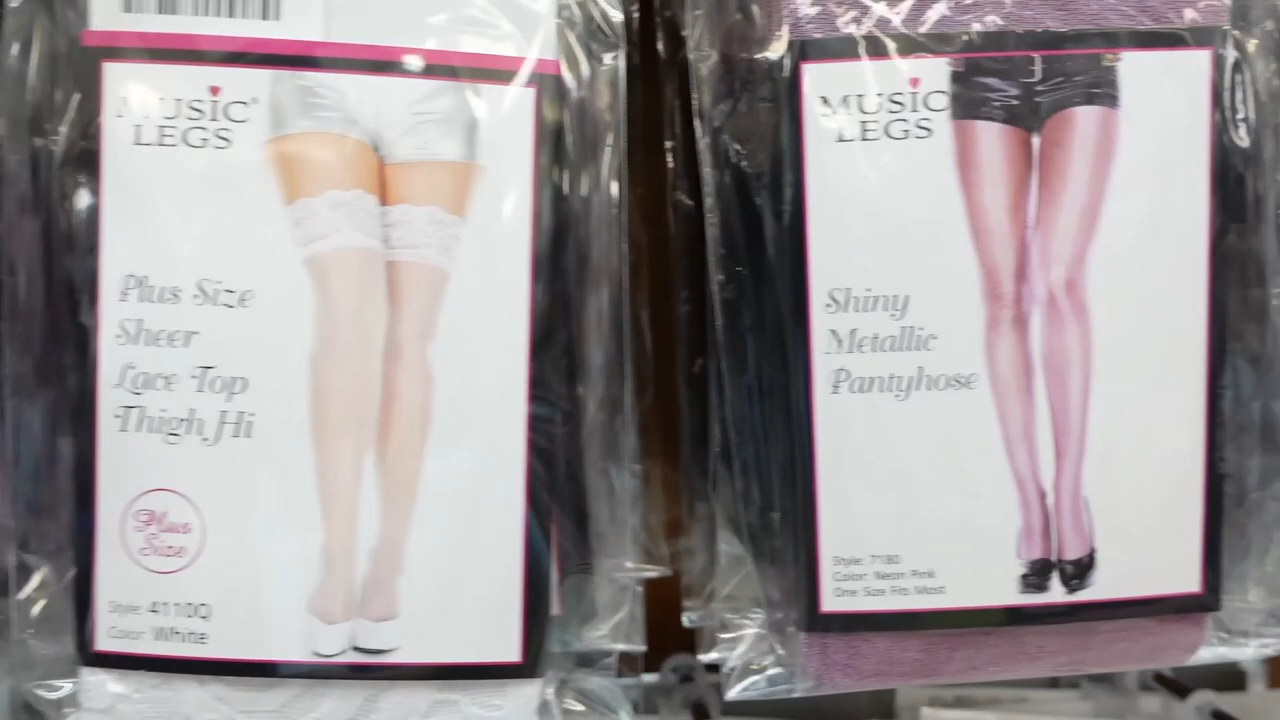 MUSIC®
LEGS
Plus Size
Sheer
Lace Top
Thigh Hi
Plus
Size
Style: 4110Q
Color: White
MUSIC
LEGS
Shiny
Metallic
Pantyhose
Style: 7180
Color: Neon Pink
One Size Fits Most